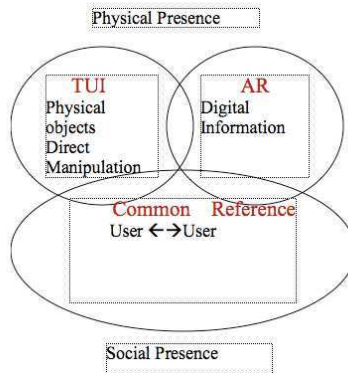 Physical Presence
TUI
Physical
objects
Direct
Manipulation
AR
Digital
Information
Common Reference
User ←→User
Social Presence